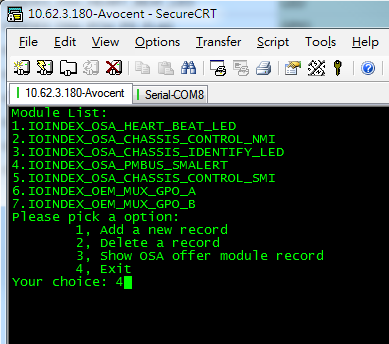 10.62.3.180-Avocent - SecureCRT
File Edit View Options Transfer Script Tools Help
10.62.3.180-Avocent Serial-COM8
Module List:
1.IOINDEX_OSA_HEART_BEAT_LED
2.IOINDEX_OSA_CHASSIS_CONTROL_NMI
3.IOINDEX_OSA_CHASSIS_IDENTIFY_LED
4.IOINDEX_OSA_PMBUS_SMALERT
5.IOINDEX_OSA_CHASSIS_CONTROL_SMI
6.IOINDEX_OEM_MUX_GPO_A
7.IOINDEX_OEM_MUX_GPO_B
Please pick a option:
1, Add a new record
2, Delete a record
3, Show OSA offer module record
4, Exit
Your choice: 4